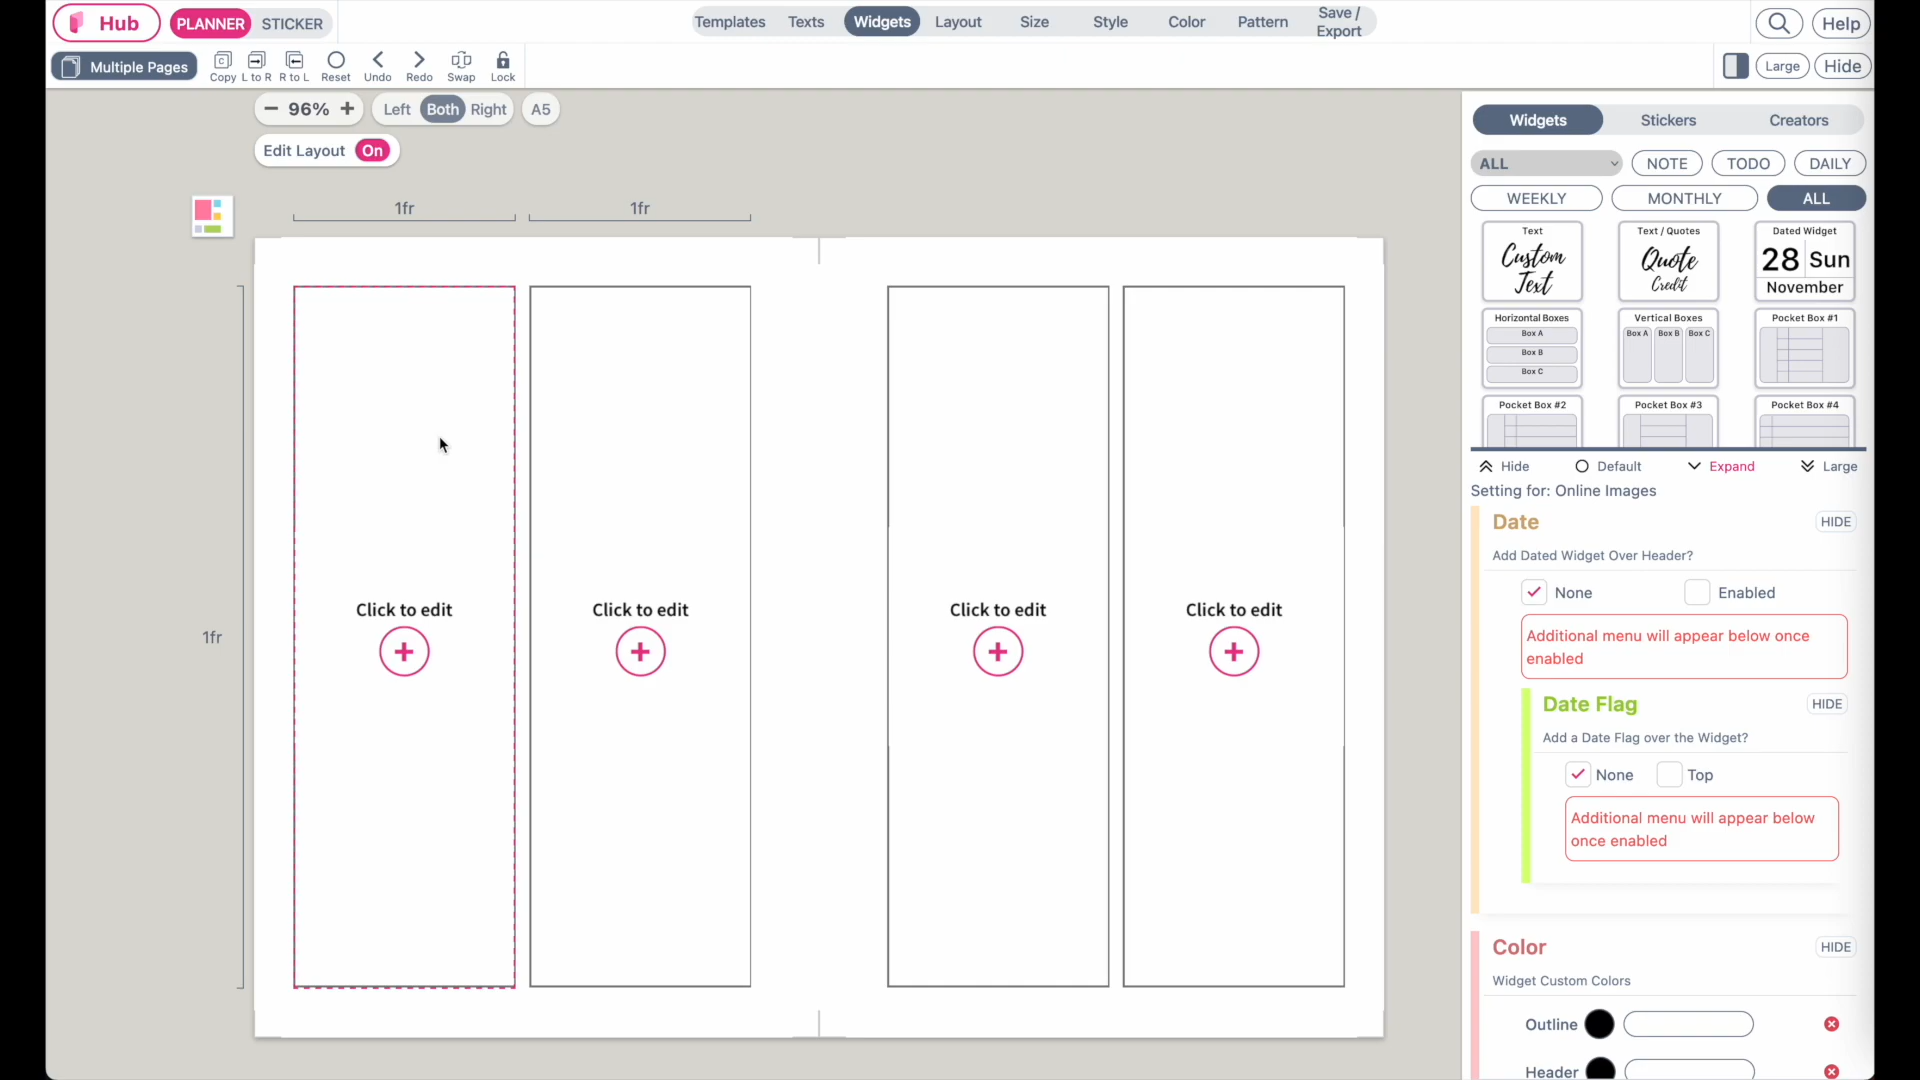 Hub PLANNER STICKER
Templates Texts Widgets Layout Size Style Color Pattern Save / Export
Help
Multiple Pages
Copy L to R R to L Reset Undo Redo Swap Lock
Large Hide
− 96% + Left Both Right A5
Edit Layout On
1fr 1fr
1fr
Click to edit
Click to edit
Click to edit
Click to edit
Widgets Stickers Creators
ALL NOTE TODO DAILY
WEEKLY MONTHLY ALL
Text
Custom
Text
Text / Quotes
Quote
Credit
Dated Widget
28 Sun
November
Horizontal Boxes
Box A
Box B
Box C
Vertical Boxes
Box A Box B Box C
Pocket Box #1
Pocket Box #2
Pocket Box #3
Pocket Box #4
Hide Default Expand Large
Setting for: Online Images
Date HIDE
Add Dated Widget Over Header?
None Enabled
Additional menu will appear below once
enabled
Date Flag HIDE
Add a Date Flag over the Widget?
None Top
Additional menu will appear below
once enabled
Color HIDE
Widget Custom Colors
Outline
Header